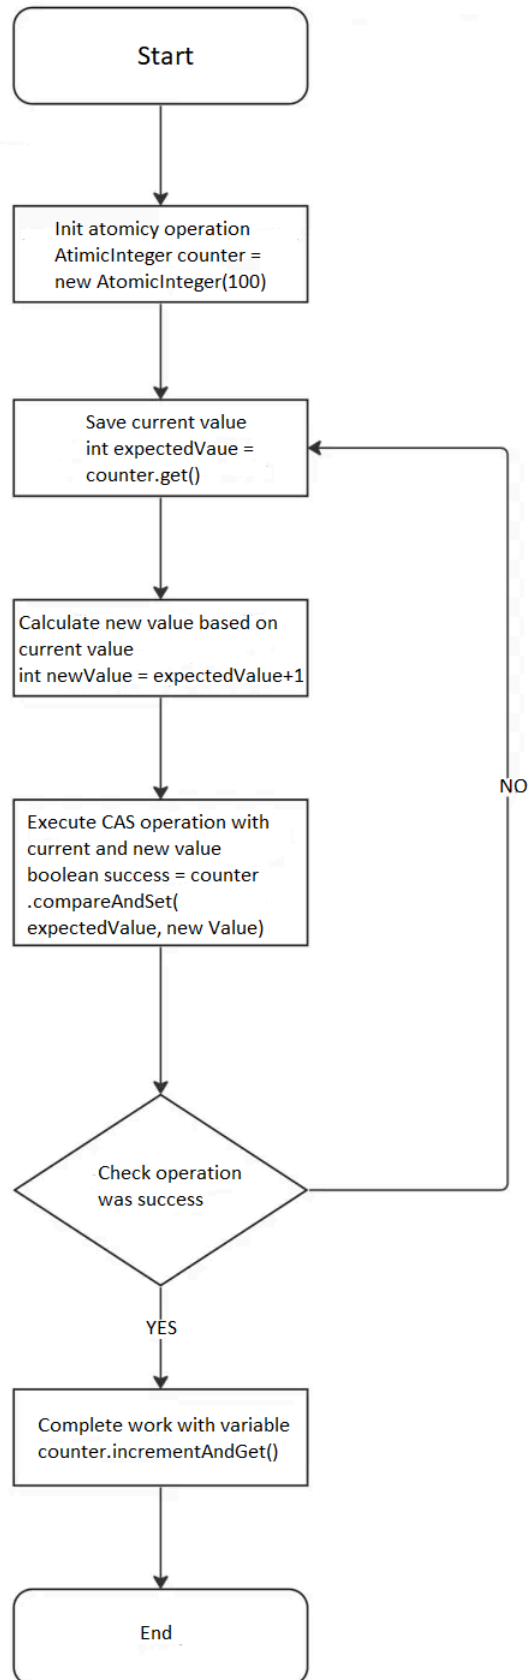 Start
Init atomicy operation
AtimicInteger counter =
new AtomicInteger(100)
Save current value
int expectedVaue =
counter.get()
Calculate new value based on
current value
int newValue = expectedValue+1
NO
Execute CAS operation with
current and new value
boolean success = counter
.compareAndSet(
expectedValue, new Value)
Check operation
was success
YES
Complete work with variable
counter.incrementAndGet()
End